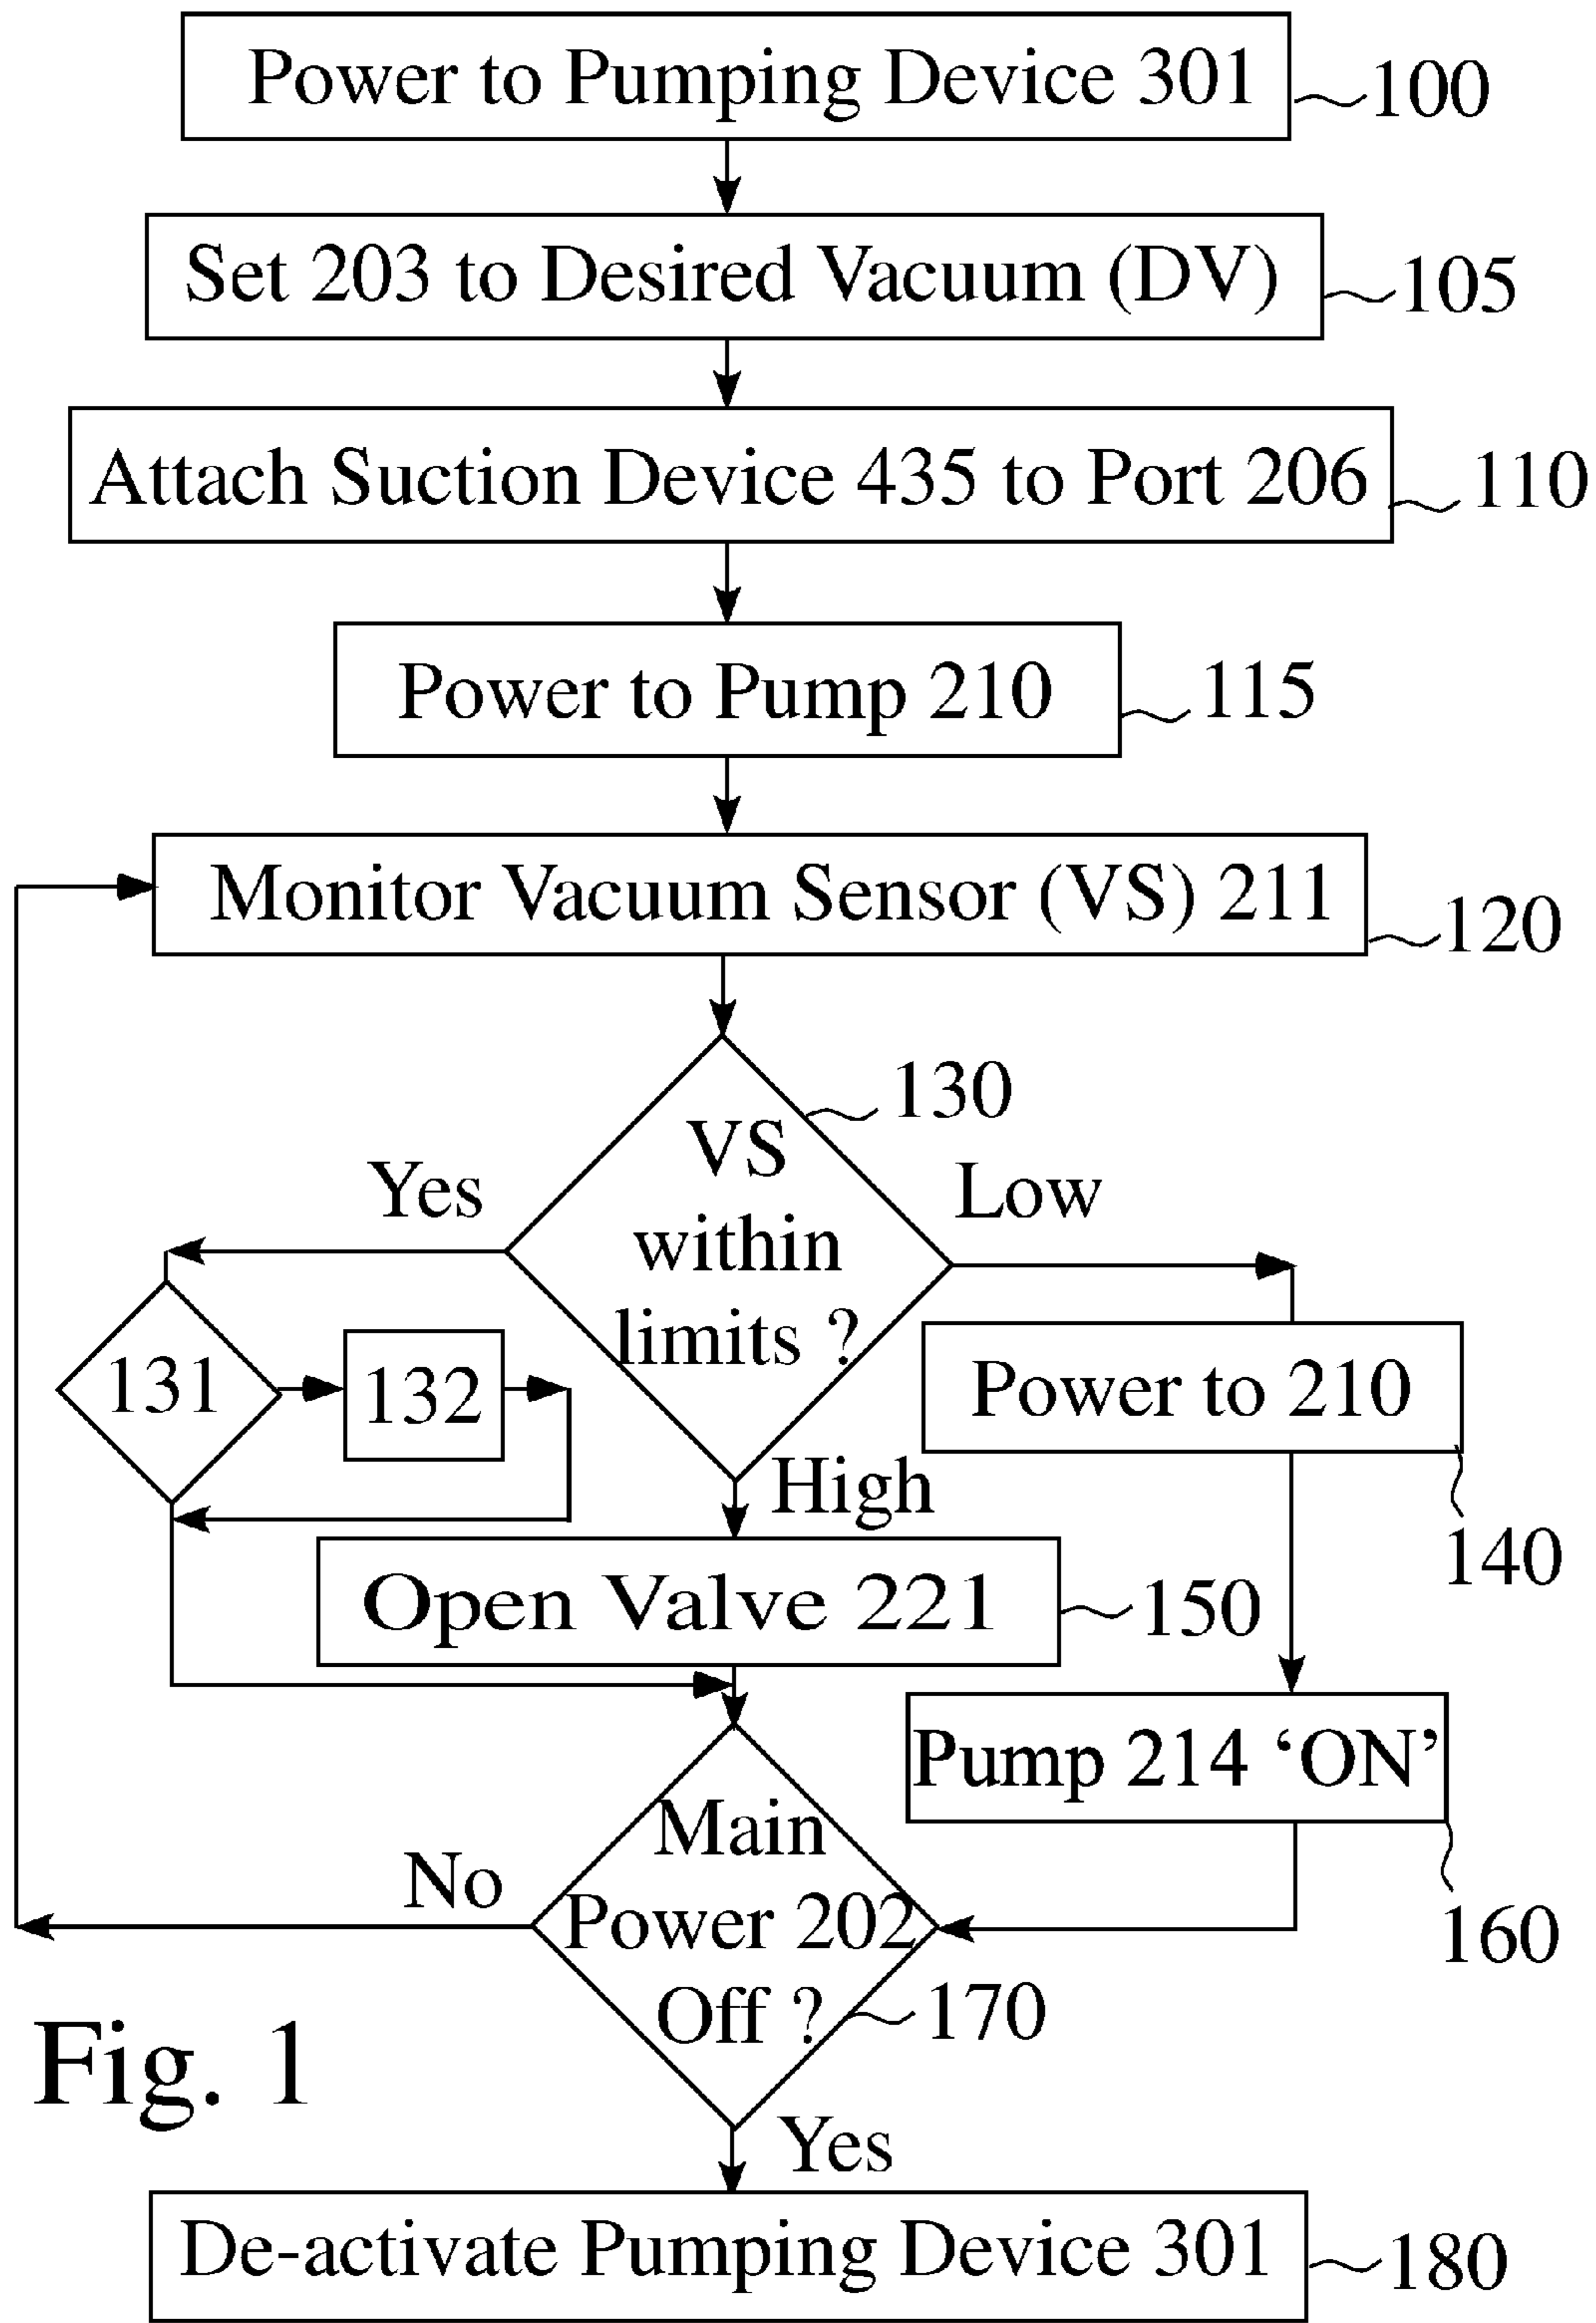 Power to Pumping Device 301
100
Set 203 to Desired Vacuum (DV)
105
Attach Suction Device 435 to Port 206
110
Power to Pump 210
115
Monitor Vacuum Sensor (VS) 211
120
130
VS
within
limits ?
Yes
Low
131
132
Power to 210
140
High
Open Valve 221
150
Pump 214 ‘ON’
160
Main
Power 202
Off ?
No
170
Fig. 1
Yes
De-activate Pumping Device 301
180